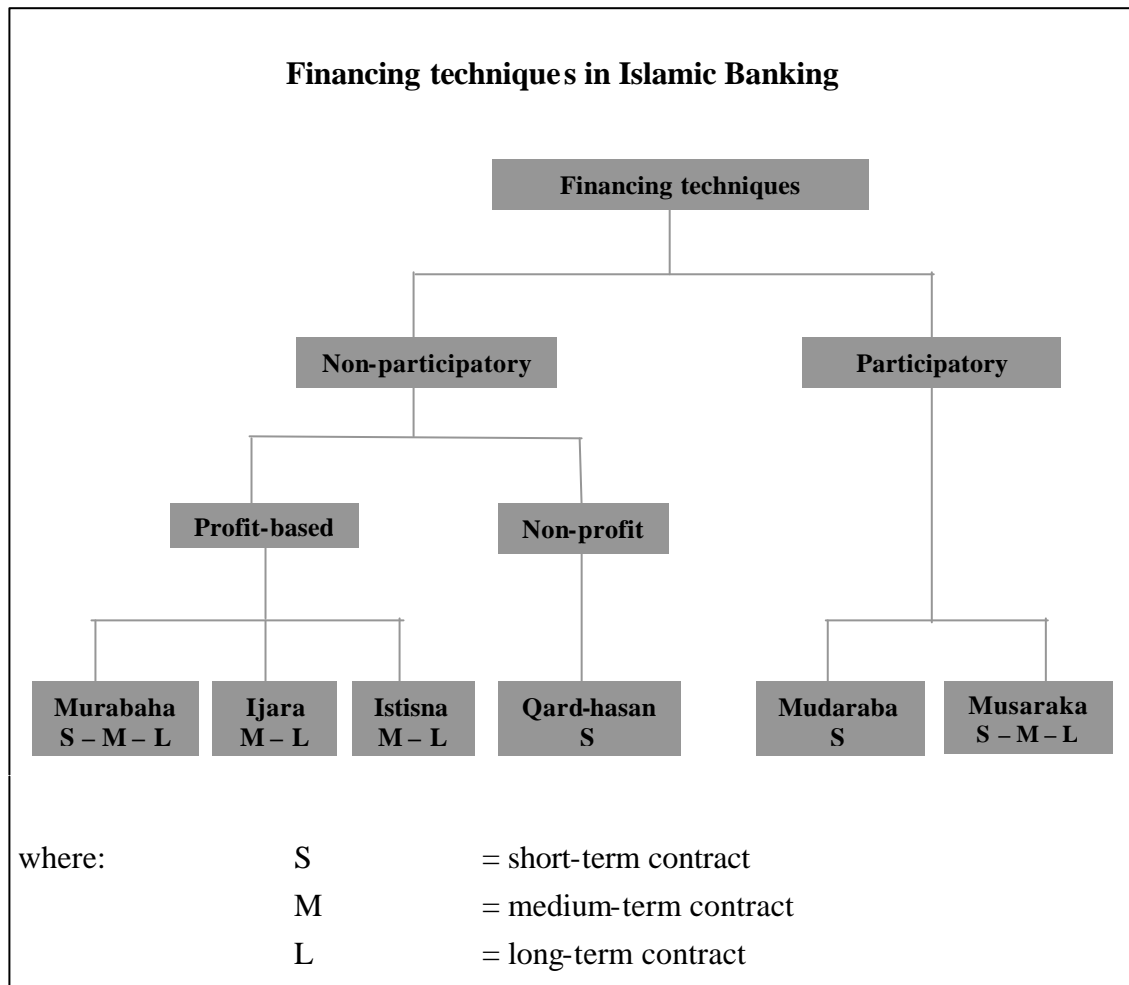 Financing techniques in Islamic Banking
Financing techniques
Non-participatory
Participatory
Profit-based
Non-profit
Murabaha
S – M – L
Ijara
M – L
Istisna
M – L
Qard-hasan
S
Mudaraba
S
Musaraka
S – M – L
where: S = short-term contract
M = medium-term contract
L = long-term contract